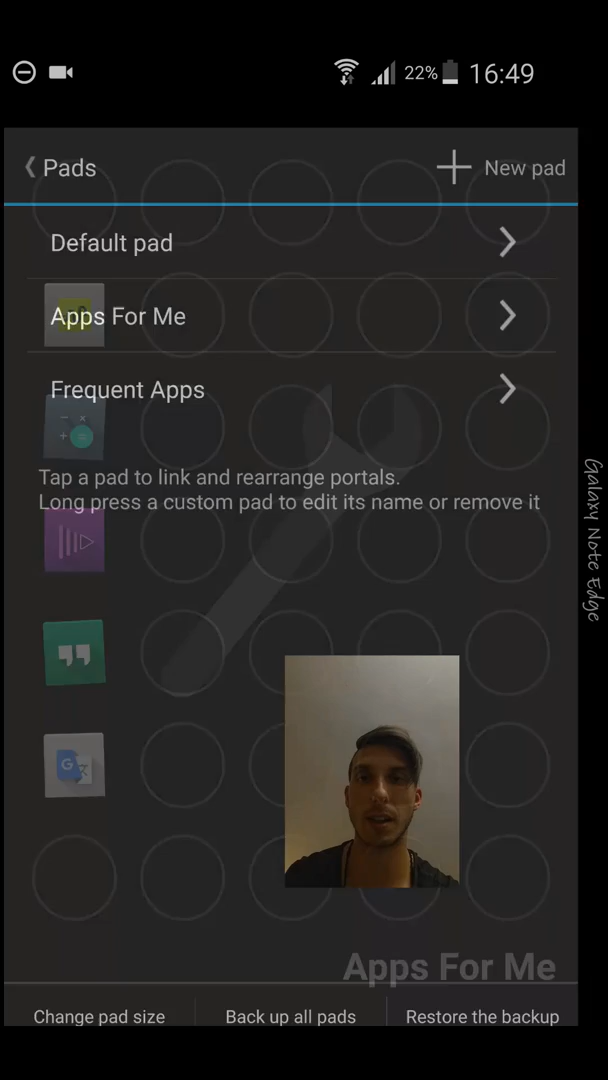 22% 16:49
Pads
New pad
Default pad
Apps For Me
Frequent Apps
Tap a pad to link and rearrange portals.
Long press a custom pad to edit its name or remove it
Galaxy Note Edge
G
Apps For Me
Change pad size
Back up all pads
Restore the backup